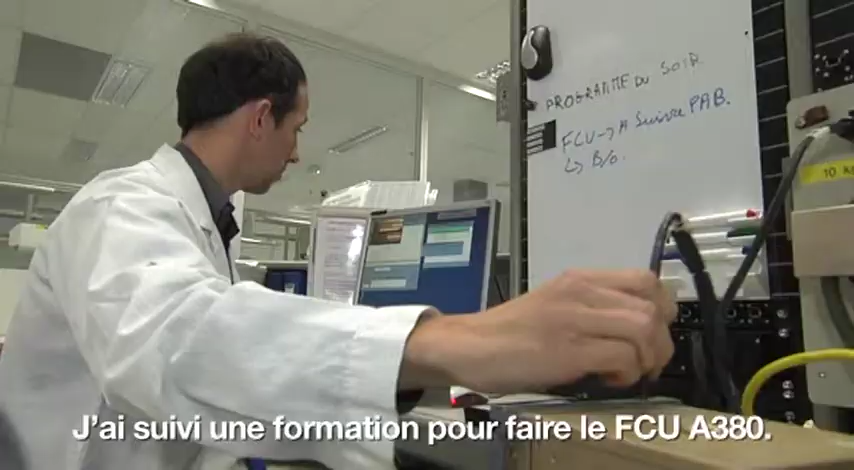 PROGRAMME DU SOIR
FCU → A Suivre PAB.
↳ B/O.
10 K
J'ai suivi une formation pour faire le FCU A380.